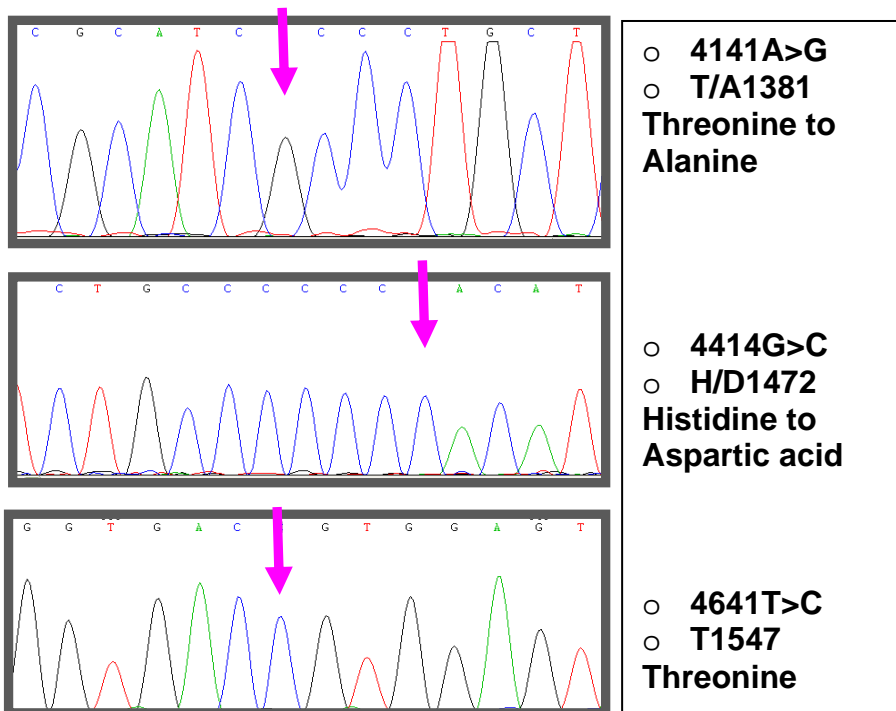 C G C A T C C C C T G C T
○ 4141A>G
○ T/A1381
Threonine to
Alanine
C T G C C C C C C A C A T
○ 4414G>C
○ H/D1472
Histidine to
Aspartic acid
G G T G A C G T G G A G T
○ 4641T>C
○ T1547
Threonine